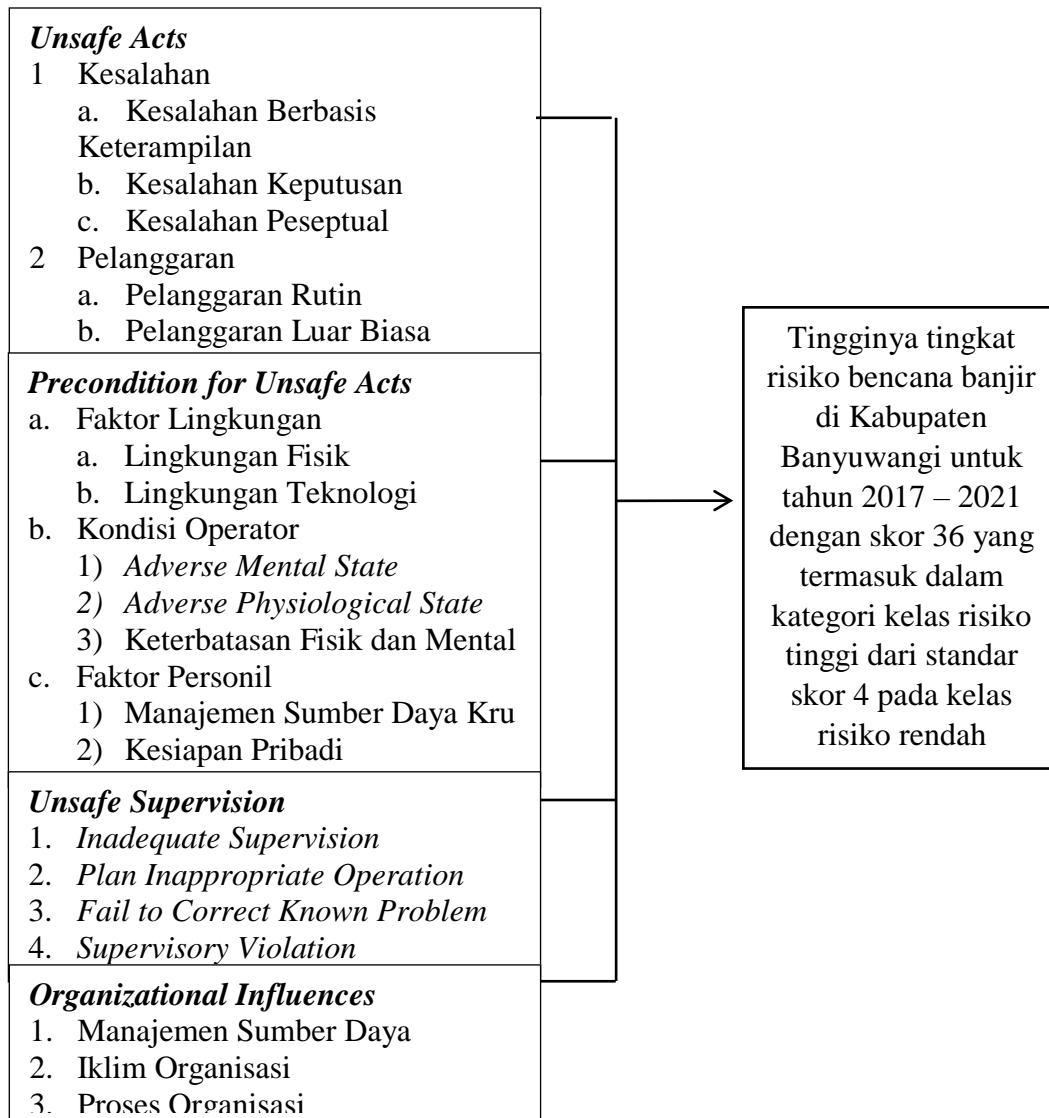 Unsafe Acts
1 Kesalahan
a. Kesalahan Berbasis
Keterampilan
b. Kesalahan Keputusan
c. Kesalahan Peseptual
2 Pelanggaran
a. Pelanggaran Rutin
b. Pelanggaran Luar Biasa
Precondition for Unsafe Acts
a. Faktor Lingkungan
a. Lingkungan Fisik
b. Lingkungan Teknologi
b. Kondisi Operator
1) Adverse Mental State
2) Adverse Physiological State
3) Keterbatasan Fisik dan Mental
c. Faktor Personil
1) Manajemen Sumber Daya Kru
2) Kesiapan Pribadi
Unsafe Supervision
1. Inadequate Supervision
2. Plan Inappropriate Operation
3. Fail to Correct Known Problem
4. Supervisory Violation
Organizational Influences
1. Manajemen Sumber Daya
2. Iklim Organisasi
3. Proses Organisasi
Tingginya tingkat
risiko bencana banjir
di Kabupaten
Banyuwangi untuk
tahun 2017 – 2021
dengan skor 36 yang
termasuk dalam
kategori kelas risiko
tinggi dari standar
skor 4 pada kelas
risiko rendah